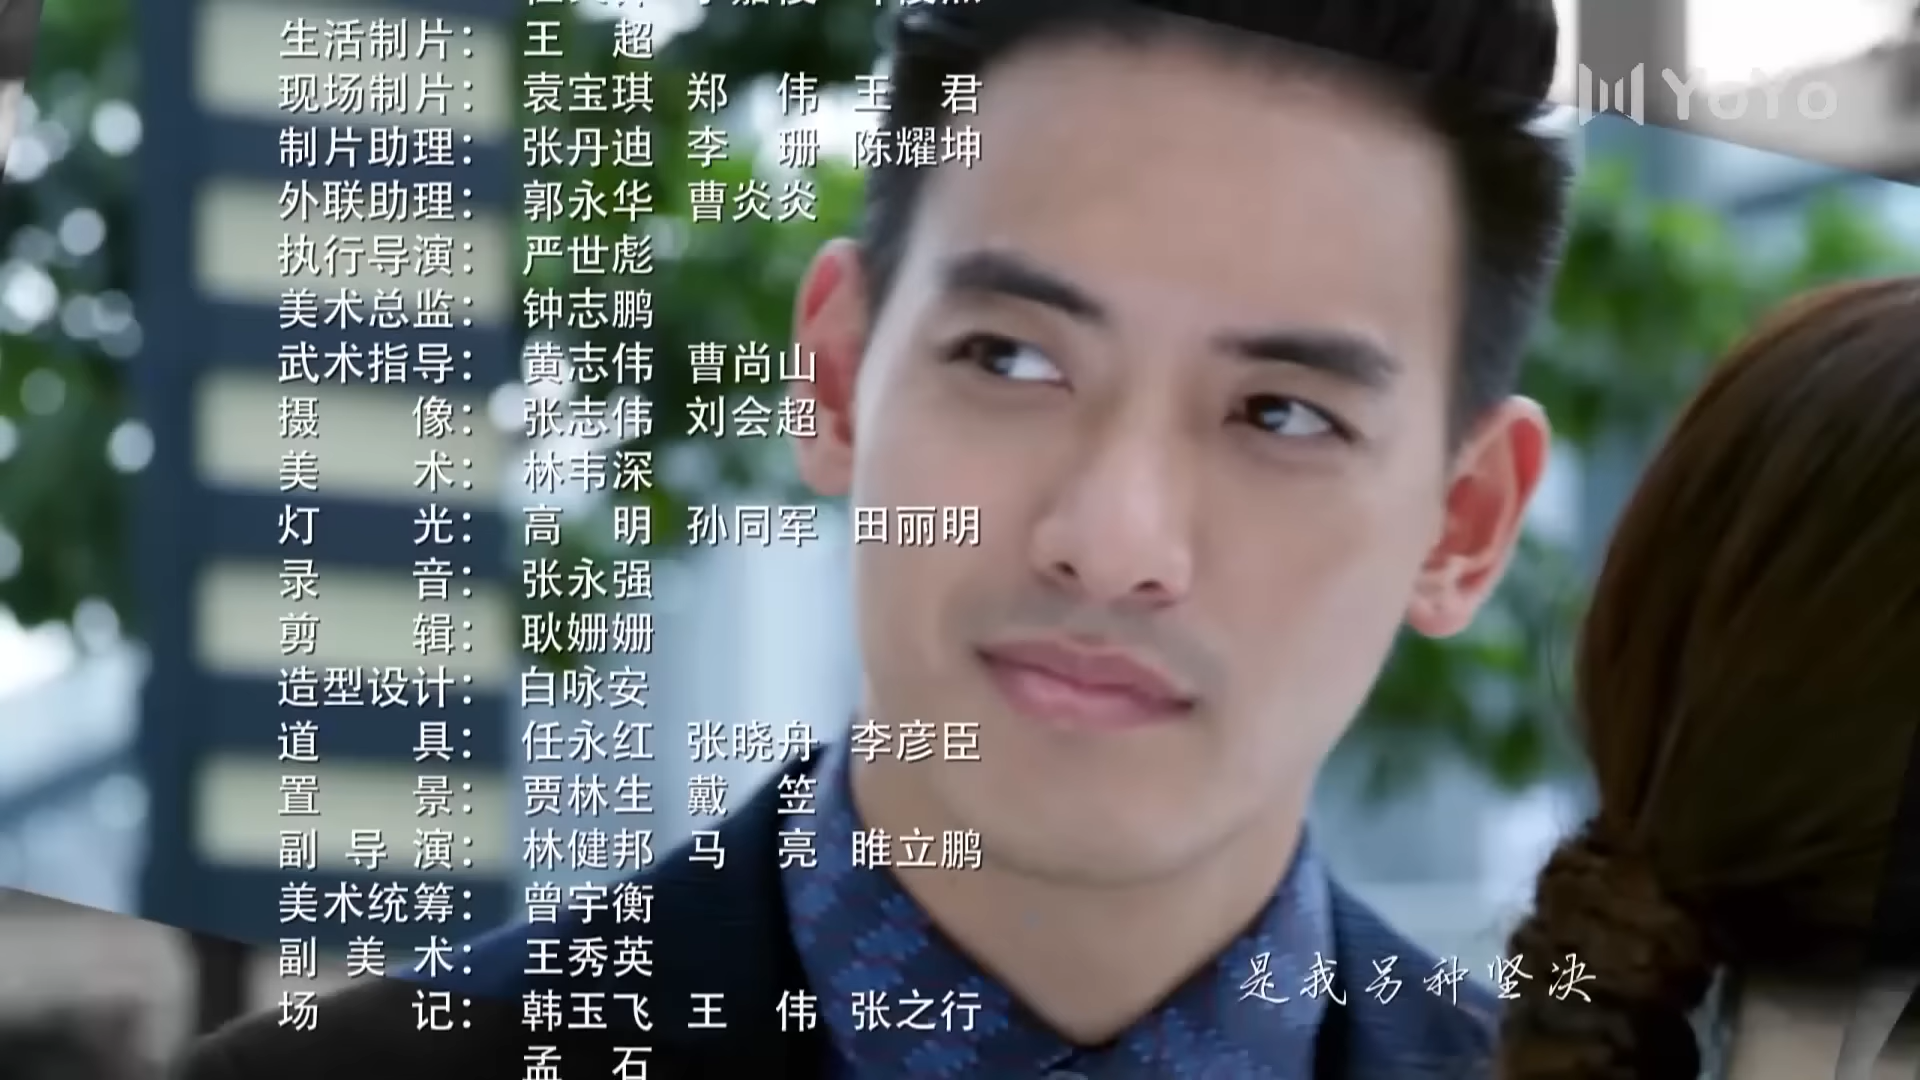 生活制片： 王 超
现场制片： 袁宝琪 郑 伟 王 君
制片助理： 张丹迪 李 珊 陈耀坤
外联助理： 郭永华 曹炎炎
执行导演： 严世彪
美术总监： 钟志鹏
武术指导： 黄志伟 曹尚山
摄 像： 张志伟 刘会超
美 术： 林韦深
灯 光： 高 明 孙同军 田丽明
录 音： 张永强
剪 辑： 耿姗姗
造型设计： 白咏安
道 具： 任永红 张晓舟 李彦臣
置 景： 贾林生 戴 笠
副 导 演： 林健邦 马 亮 睢立鹏
美术统筹： 曾宇衡
副 美 术： 王秀英
场 记： 韩玉飞 王 伟 张之行
孟 石
是我另种坚决
YoYo